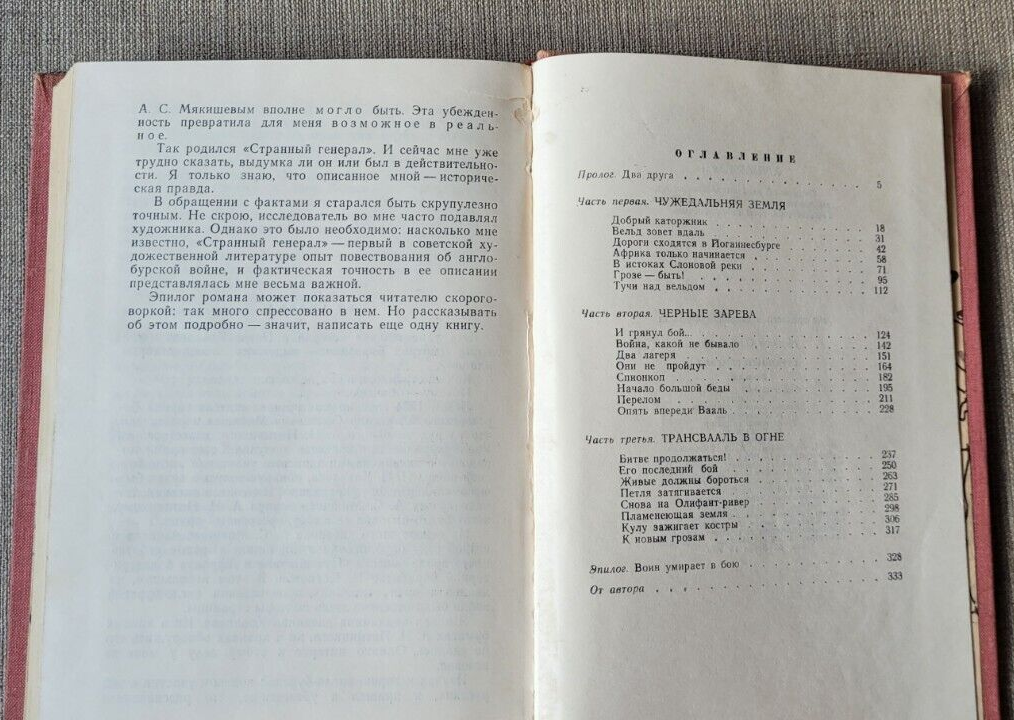 А. С. Мякишевым вполне могло быть. Эта убежден-
ность превратила для меня возможное в реаль-
ное.
Так родился «Странный генерал». И сейчас мне уже
трудно сказать, выдумка ли он или был в действительно-
сти. Я только знаю, что описанное мной — историче-
ская правда.
В обращении с фактами я старался быть скрупулезно
точным. Не скрою, исследователь во мне часто подавлял
художника. Однако это было необходимо: насколько мне
известно, «Странный генерал» — первый в советской ху-
дожественной литературе опыт повествования об англо-
бурской войне, и фактическая точность в ее описании
представлялась мне весьма важной.
Эпилог романа может показаться читателю скорого-
воркой: так много спрессовано в нем. Но рассказывать
об этом подробно — значит, написать еще одну книгу.
ОГЛАВЛЕНИЕ
Пролог. Два друга . . . . . . . . . . 5
Часть первая. ЧУЖЕДАЛЬНЯЯ ЗЕМЛЯ
Добрый каторжник . . . . . . . . . . 18
Вельд зовет вдаль . . . . . . . . . . 31
Дороги сходятся в Йоганнесбурге . . . . . . 42
Африка только начинается . . . . . . . . 58
В истоках Слоновой реки . . . . . . . . 71
Грозе — быть! . . . . . . . . . . 95
Тучи над вельдом . . . . . . . . . . 112
Часть вторая. ЧЕРНЫЕ ЗАРЕВА
И грянул бой... . . . . . . . . . . 124
Война, какой не бывало . . . . . . . . 142
Два лагеря . . . . . . . . . . 151
Они не пройдут . . . . . . . . . . 164
Спионкоп . . . . . . . . . . 182
Начало большой беды . . . . . . . . 195
Перелом . . . . . . . . . . 211
Опять впереди Вааль . . . . . . . . 228
Часть третья. ТРАНСВААЛЬ В ОГНЕ
Битве продолжаться! . . . . . . . . 237
Его последний бой . . . . . . . . 250
Живые должны бороться . . . . . . . . 263
Петля затягивается . . . . . . . . 271
Снова на Олифант-ривер . . . . . . . . 285
Пламенеющая земля . . . . . . . . 298
Кулу зажигает костры . . . . . . . . 306
К новым грозам . . . . . . . . 317
Эпилог. Воин умирает в бою . . . . . . . . 328
От автора . . . . . . . . . . 333